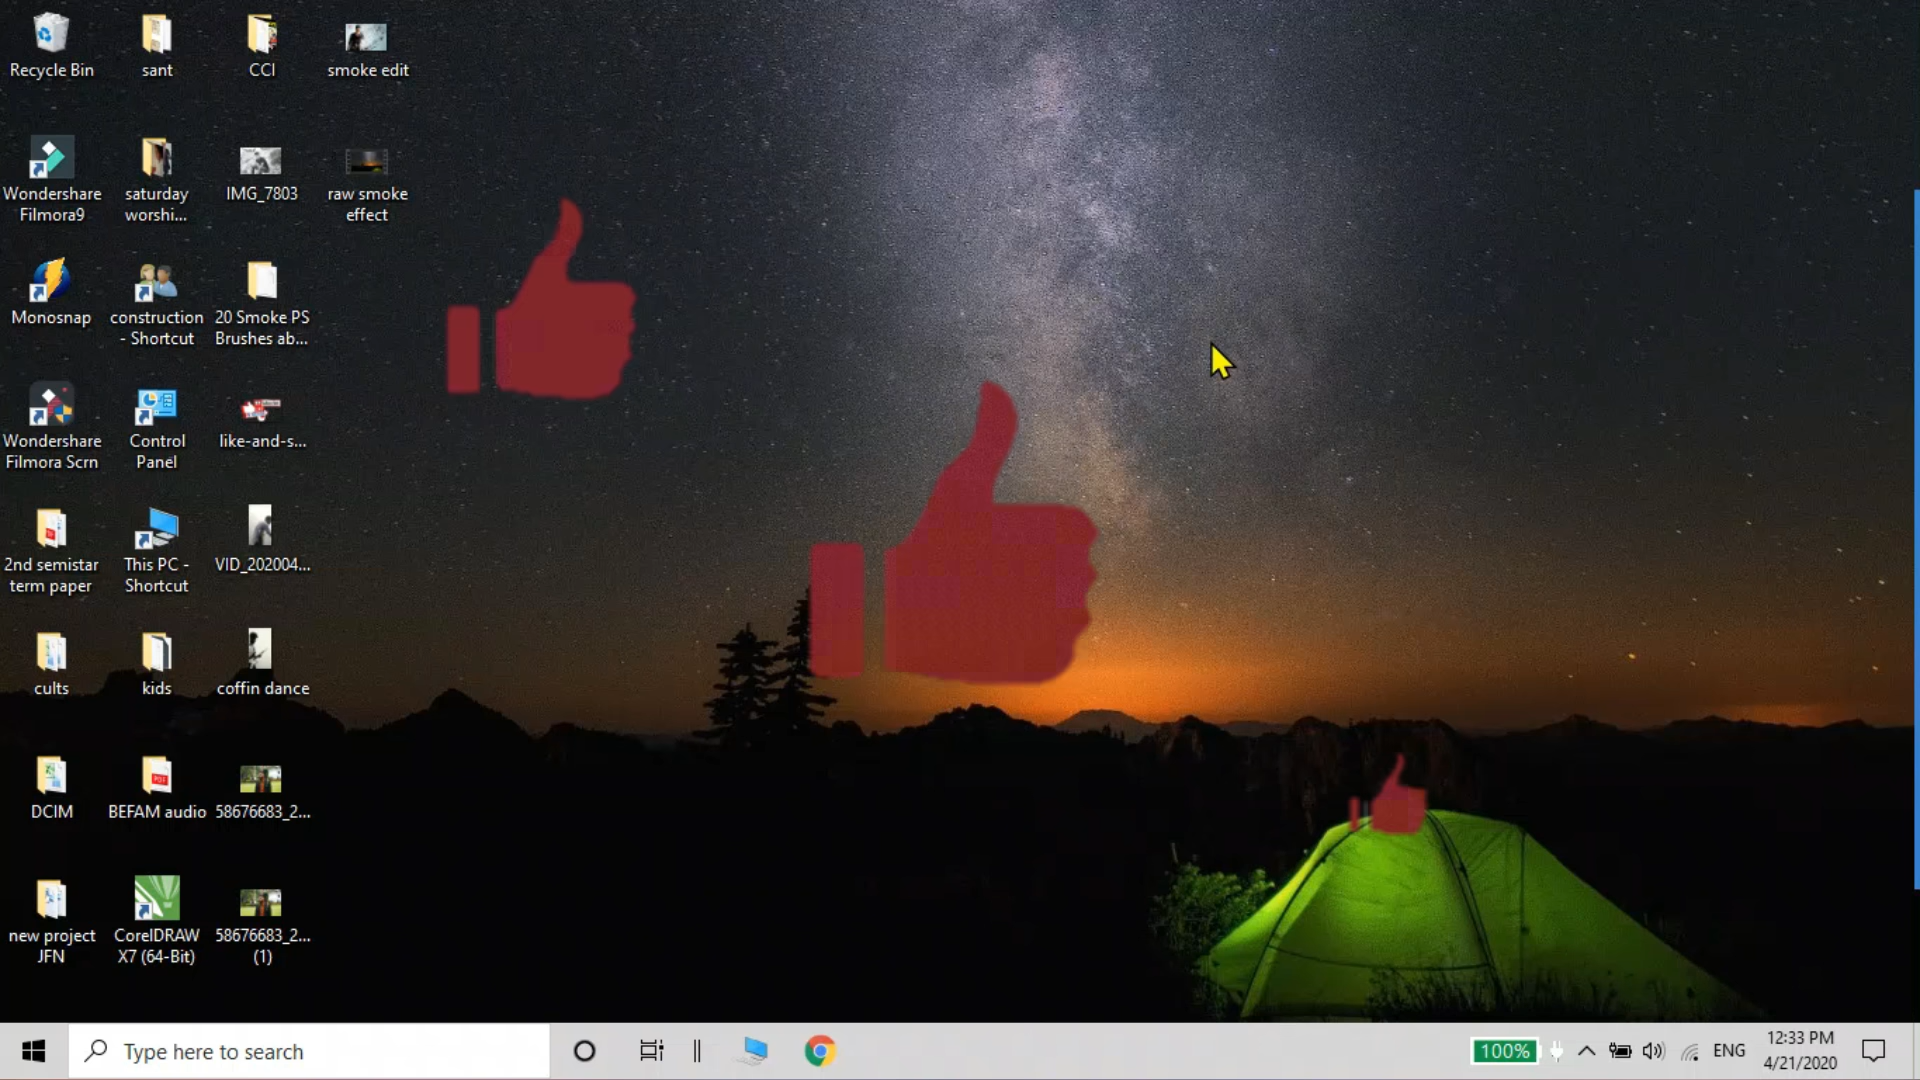 Recycle Bin
sant
CCI
smoke edit
Wondershare
Filmora9
saturday
worshi...
IMG_7803
raw smoke
effect
Monosnap
construction
- Shortcut
20 Smoke PS
Brushes ab...
Wondershare
Filmora Scrn
Control
Panel
like-and-s...
2nd semistar
term paper
This PC -
Shortcut
VID_202004...
cults
kids
coffin dance
DCIM
BEFAM audio
58676683_2...
new project
JFN
CorelDRAW
X7 (64-Bit)
58676683_2...
(1)
Type here to search
100%
ENG
12:33 PM
4/21/2020